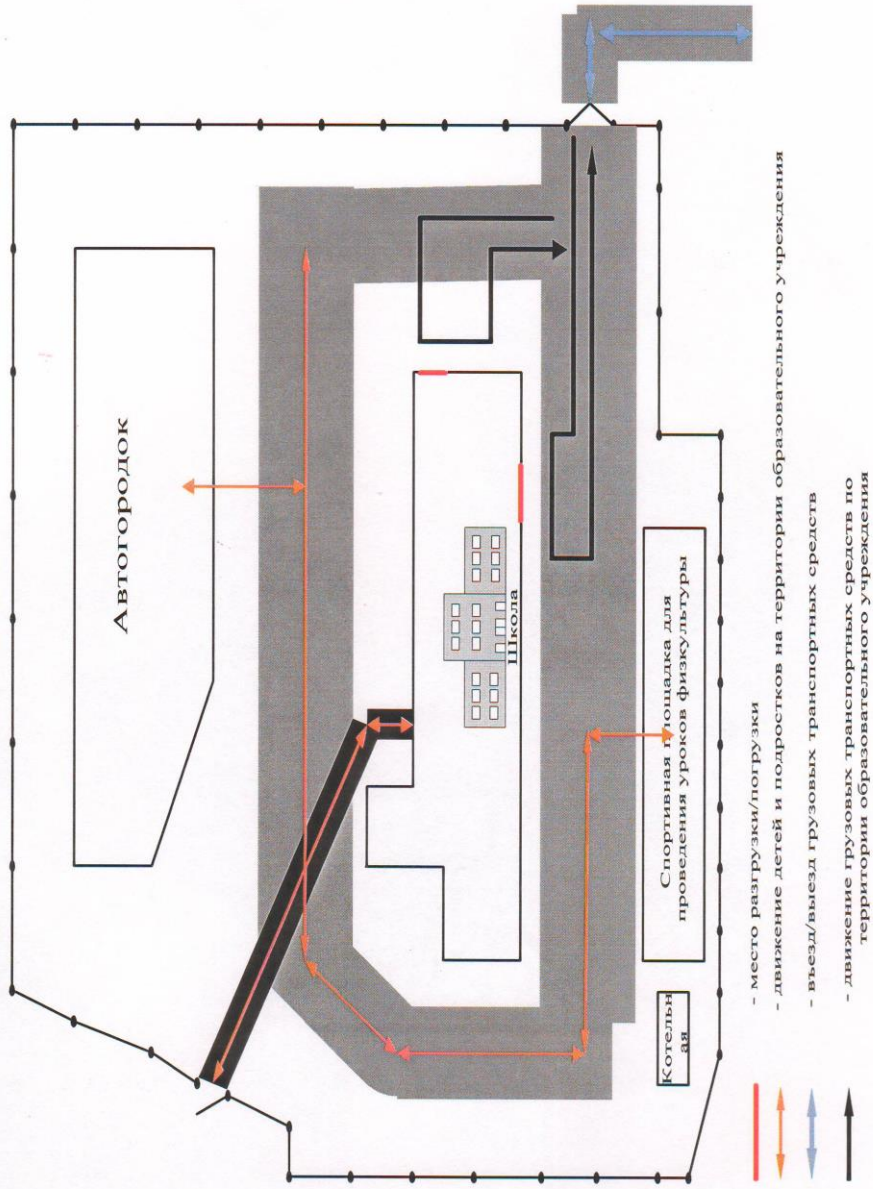 Автогородок
Школа
Спортивная площадка для
проведения уроков физкультуры
Котельн
ая
- место разгрузки/погрузки
- движение детей и подростков на территории образовательного учреждения
- въезд/выезд грузовых транспортных средств
- движение грузовых транспортных средств по
территории образовательного учреждения